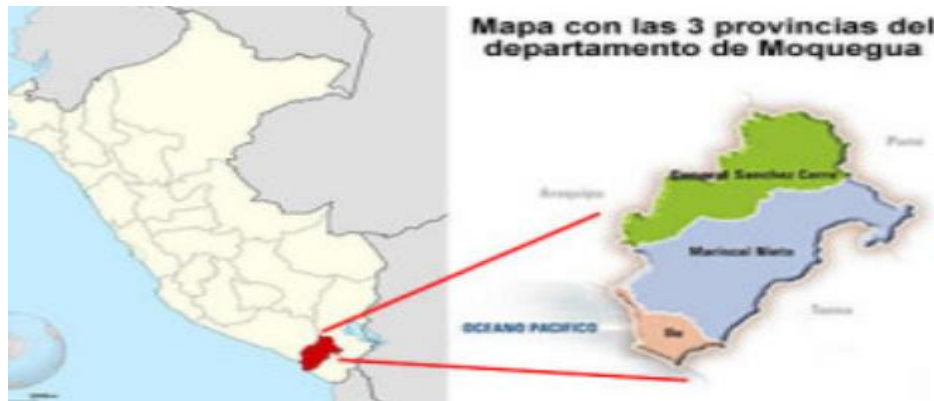 Mapa con las 3 provincias del
departamento de Moquegua
Puno
General Sanchez Cerro
Arequipa
Mariscal Nieto
Tacna
OCEANO PACIFICO
Ilo